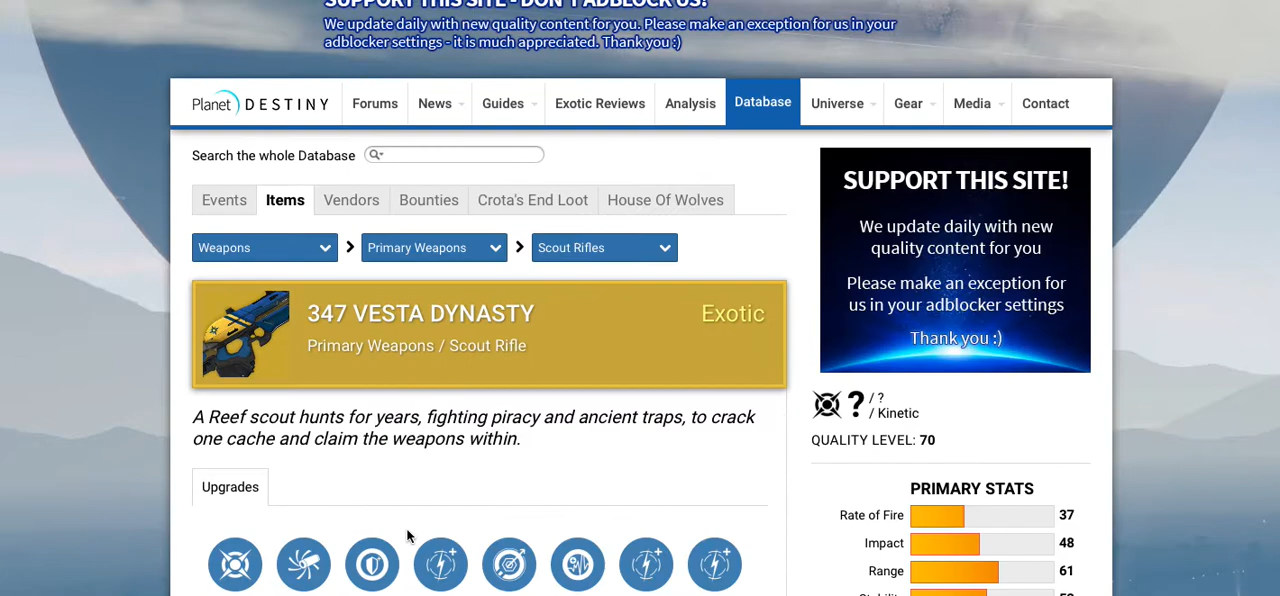 SUPPORT THIS SITE - DON'T ADBLOCK US!
We update daily with new quality content for you. Please make an exception for us in your
adblocker settings - it is much appreciated. Thank you :)
Planet DESTINY
Forums
News
Guides
Exotic Reviews
Analysis
Database
Universe
Gear
Media
Contact
Search the whole Database
Events
Items
Vendors
Bounties
Crota's End Loot
House Of Wolves
Weapons
Primary Weapons
Scout Rifles
347 VESTA DYNASTY
Exotic
Primary Weapons / Scout Rifle
A Reef scout hunts for years, fighting piracy and ancient traps, to crack
one cache and claim the weapons within.
Upgrades
SUPPORT THIS SITE!
We update daily with new
quality content for you
Please make an exception for
us in your adblocker settings
Thank you :)
? / ?
/ Kinetic
QUALITY LEVEL: 70
PRIMARY STATS
Rate of Fire 37
Impact 48
Range 61